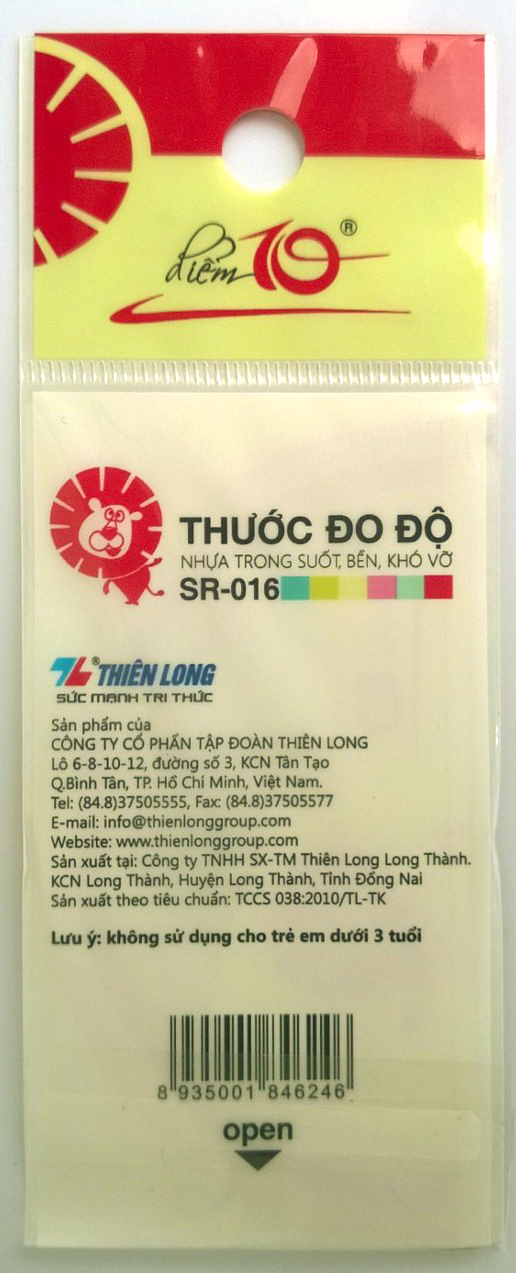 Điểm 10 ®
THƯỚC ĐO ĐỘ
NHỰA TRONG SUỐT, BỀN, KHÓ VỠ
SR-016
TL® THIÊN LONG
SỨC MẠNH TRI THỨC
Sản phẩm của
CÔNG TY CỔ PHẦN TẬP ĐOÀN THIÊN LONG
Lô 6-8-10-12, đường số 3, KCN Tân Tạo
Q.Bình Tân, TP. Hồ Chí Minh, Việt Nam.
Tel: (84.8)37505555, Fax: (84.8)37505577
E-mail: info@thienlonggroup.com
Website: www.thienlonggroup.com
Sản xuất tại: Công ty TNHH SX-TM Thiên Long Long Thành.
KCN Long Thành, Huyện Long Thành, Tỉnh Đồng Nai
Sản xuất theo tiêu chuẩn: TCCS 038:2010/TL-TK
Lưu ý: không sử dụng cho trẻ em dưới 3 tuổi
8 935001 846246
open